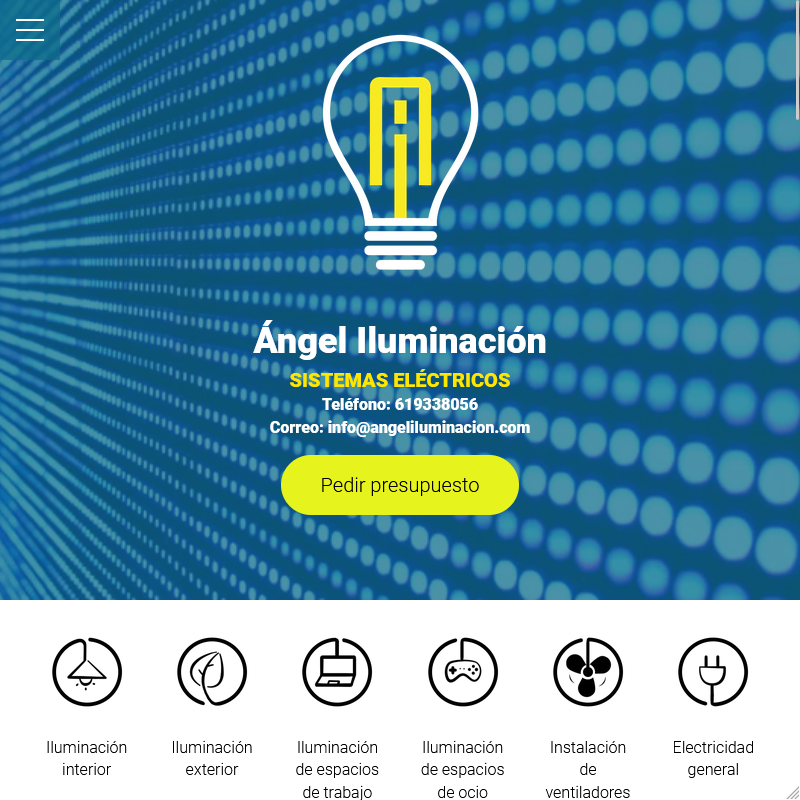 Ángel Iluminación
SISTEMAS ELÉCTRICOS
Teléfono: 619338056
Correo: info@angeliluminacion.com
Pedir presupuesto
Iluminación
interior
Iluminación
exterior
Iluminación
de espacios
de trabajo
Iluminación
de espacios
de ocio
Instalación
de
ventiladores
Electricidad
general